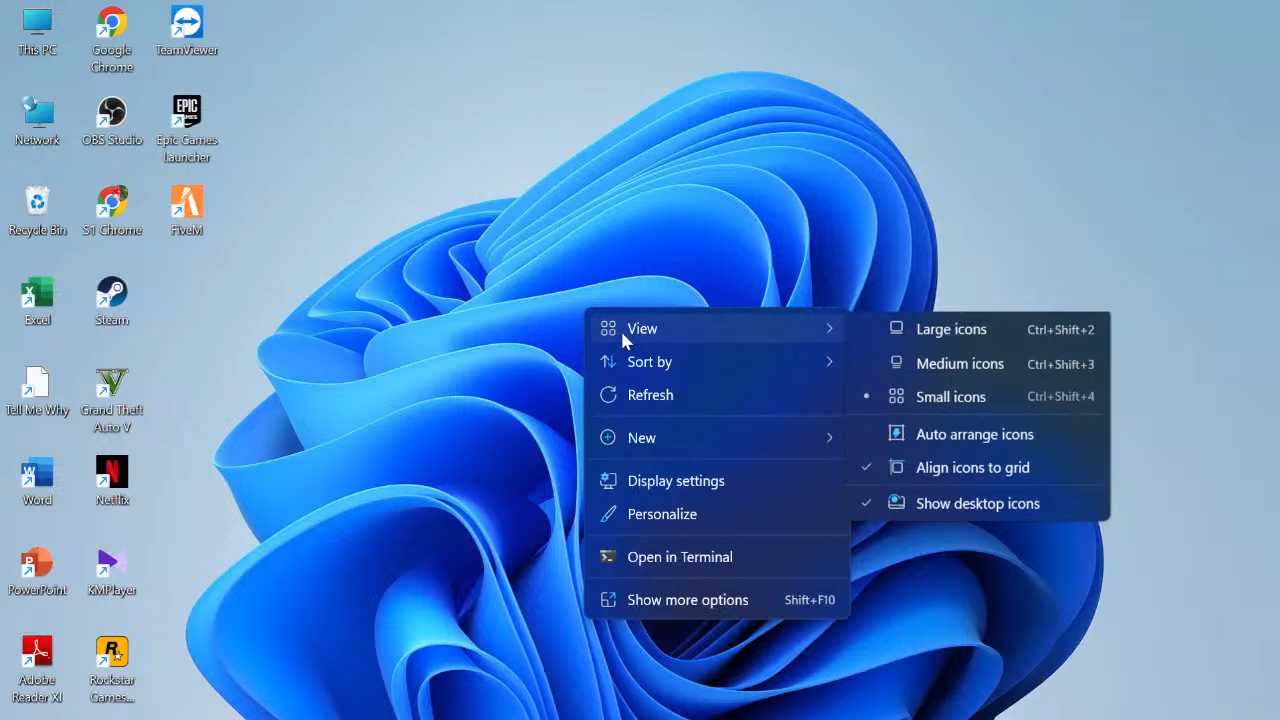 This PC
Google
Chrome
TeamViewer
Network
OBS Studio
EPIC
GAMES
Epic Games
Launcher
Recycle Bin
S1 Chrome
FiveM
Excel
Steam
Tell Me Why
Grand Theft
Auto V
Word
Netflix
PowerPoint
KMPlayer
Adobe
Reader XI
Rockstar
Games...
View
Sort by
Refresh
New
Display settings
Personalize
Open in Terminal
Show more options Shift+F10
Large icons Ctrl+Shift+2
Medium icons Ctrl+Shift+3
Small icons Ctrl+Shift+4
Auto arrange icons
Align icons to grid
Show desktop icons